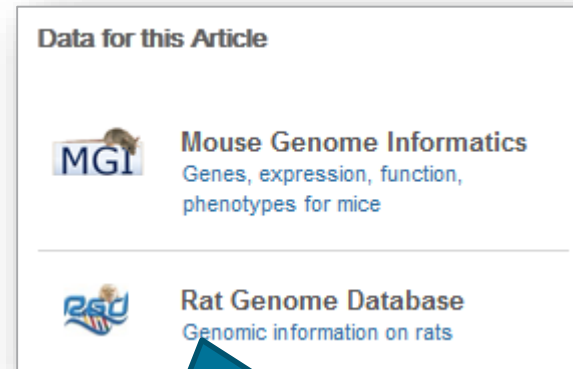 Data for this Article
MGI
Mouse Genome Informatics
Genes, expression, function,
phenotypes for mice
RGD
Rat Genome Database
Genomic information on rats